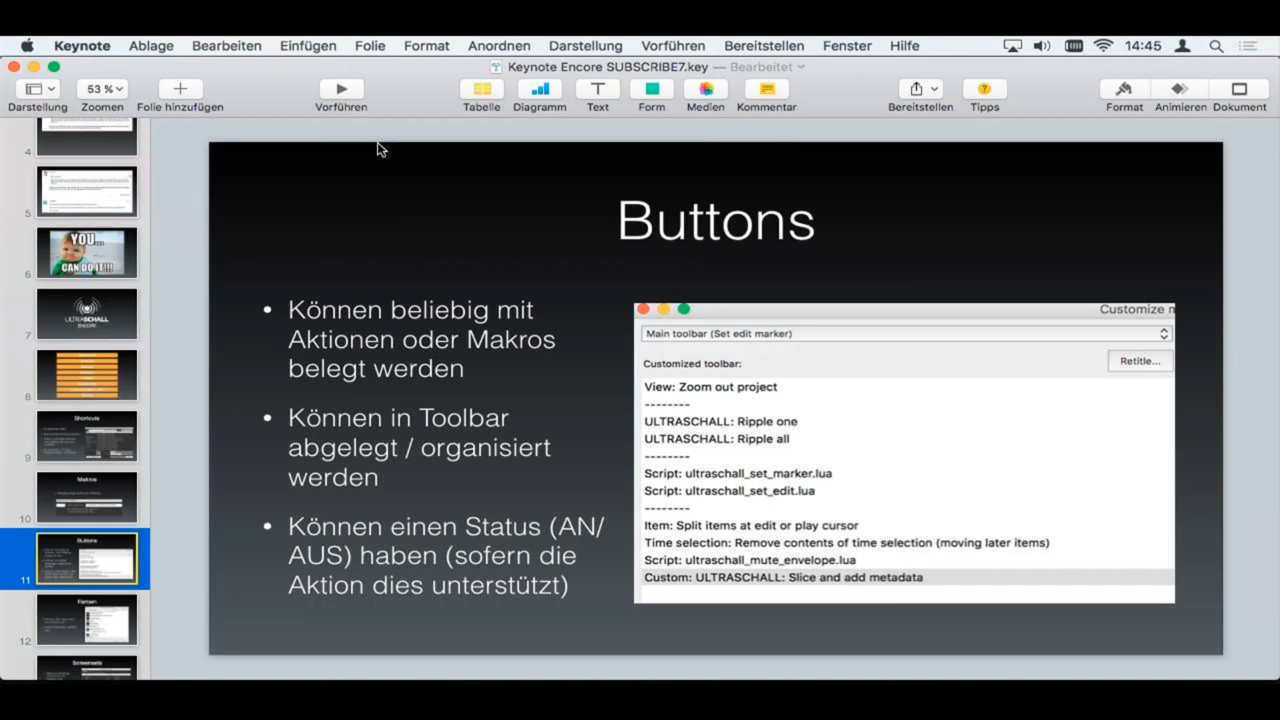 Keynote Ablage Bearbeiten Einfügen Folie Format Anordnen Darstellung Vorführen Bereitstellen Fenster Hilfe 14:45
Keynote Encore SUBSCRIBE7.key — Bearbeitet
53 %
Darstellung Zoomen Folie hinzufügen Vorführen Tabelle Diagramm Text Form Medien Kommentar Bereitstellen Tipps Format Animieren Dokument
4
5
YOU...
CAN DO IT!!!
6
ULTRASCHALL
ENCORE
7
8
Shortcuts
9
Makros
10
Buttons
11
Farben
12
Screensets
Buttons
• Können beliebig mit
Aktionen oder Makros
belegt werden
• Können in Toolbar
abgelegt / organisiert
werden
• Können einen Status (AN/
AUS) haben (sofern die
Aktion dies unterstützt)
Customize m
Main toolbar (Set edit marker)
Customized toolbar:
Retitle...
View: Zoom out project
--------
ULTRASCHALL: Ripple one
ULTRASCHALL: Ripple all
--------
Script: ultraschall_set_marker.lua
Script: ultraschall_set_edit.lua
--------
Item: Split items at edit or play cursor
Time selection: Remove contents of time selection (moving later items)
Script: ultraschall_mute_envelope.lua
Custom: ULTRASCHALL: Slice and add metadata